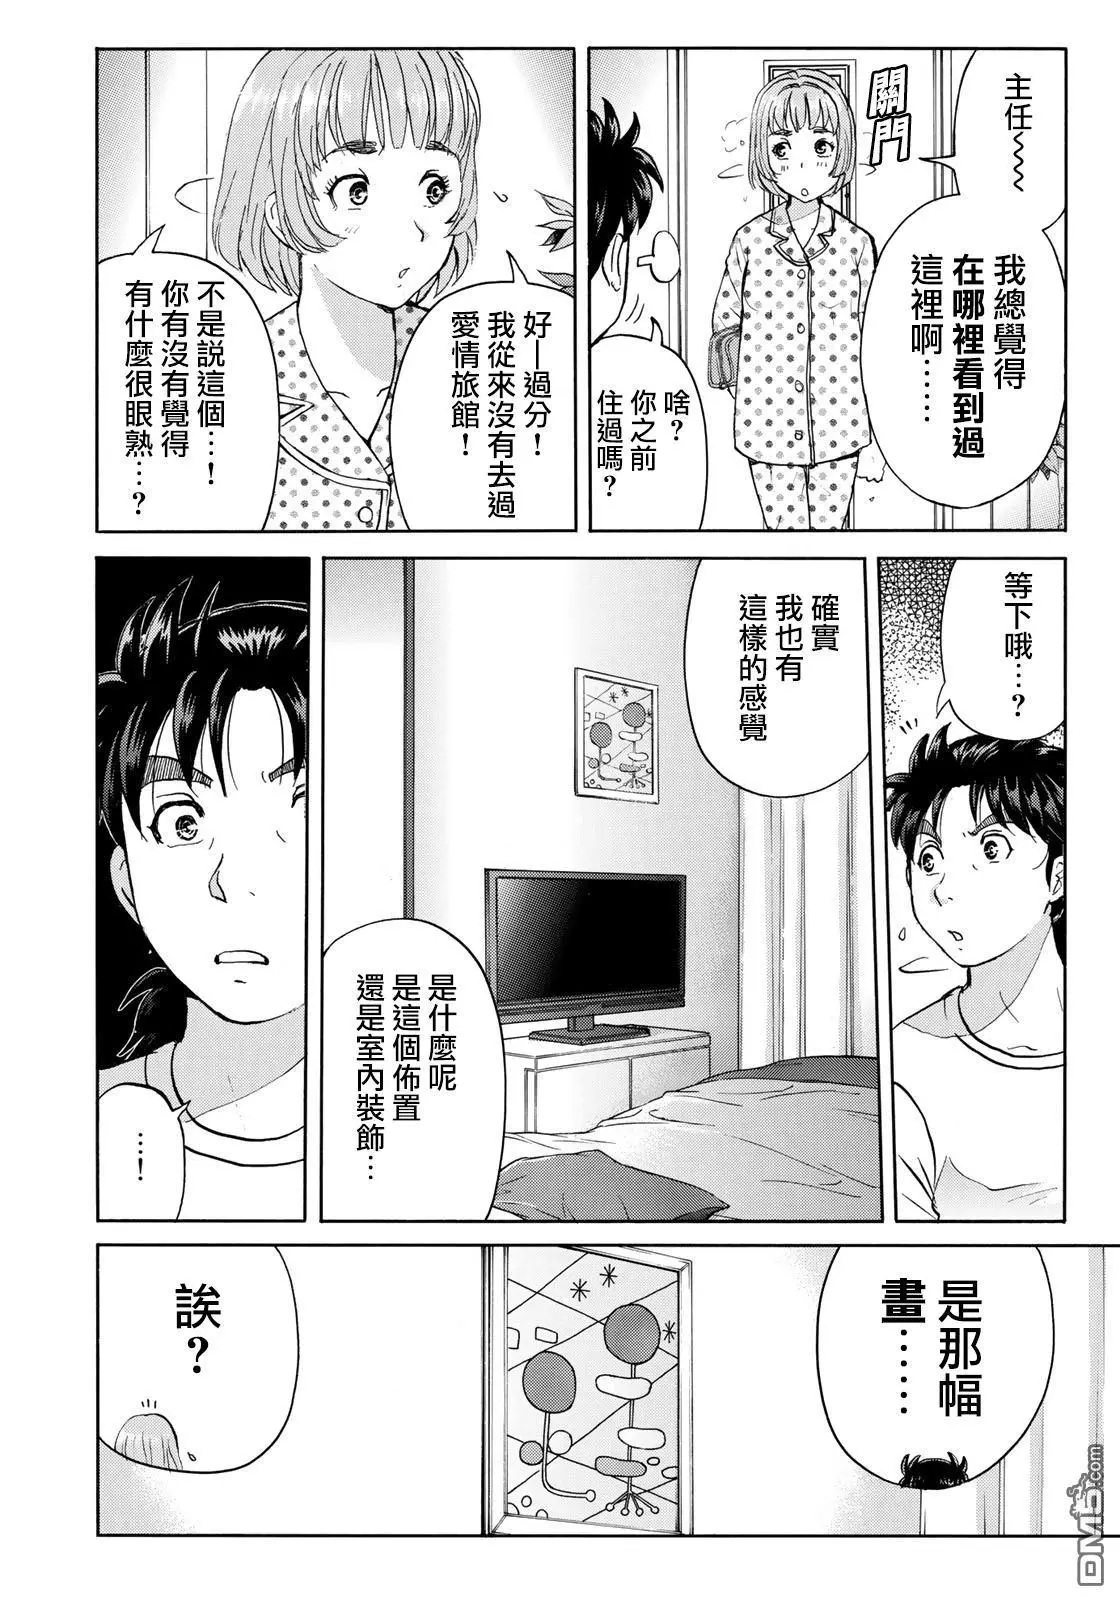 主任~~~~
我總覺得
在哪裡看到過
這裡啊……
關門
啥?
你之前
住過嗎?
好—過分!
我從來沒有去過
愛情旅館!
不是說這個…!
你有沒有覺得
有什麼很眼熟…?
等下哦…?
確實
我也有
這樣的感覺
是什麼呢
是這個佈置
還是室內裝飾…
…!
是那幅
畫……
誒?
DM5.com